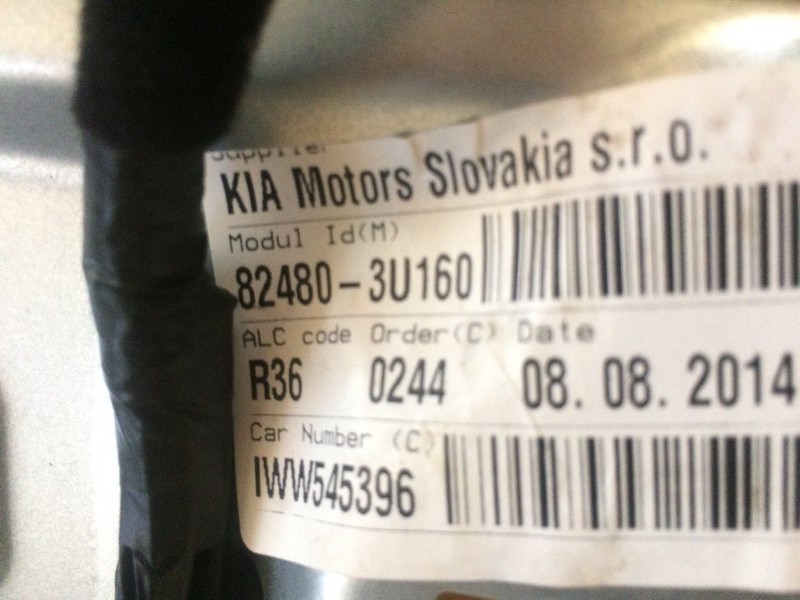 Supplier
KIA Motors Slovakia s.r.o.
Modul Id(M)
82480-3U160
ALC code Order(C) Date
R36 0244 08. 08. 2014
Car Number (C)
IWW545396